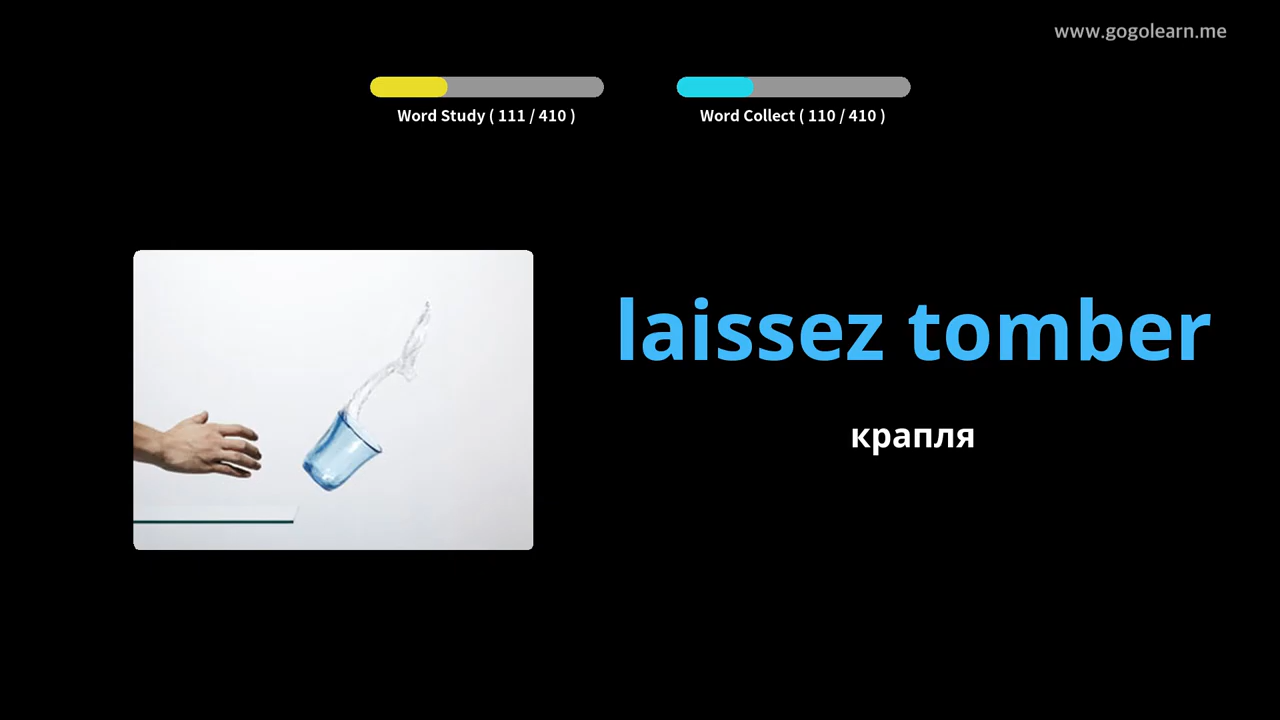 www.gogolearn.me
Word Study ( 111 / 410 )
Word Collect ( 110 / 410 )
laissez tomber
крапля